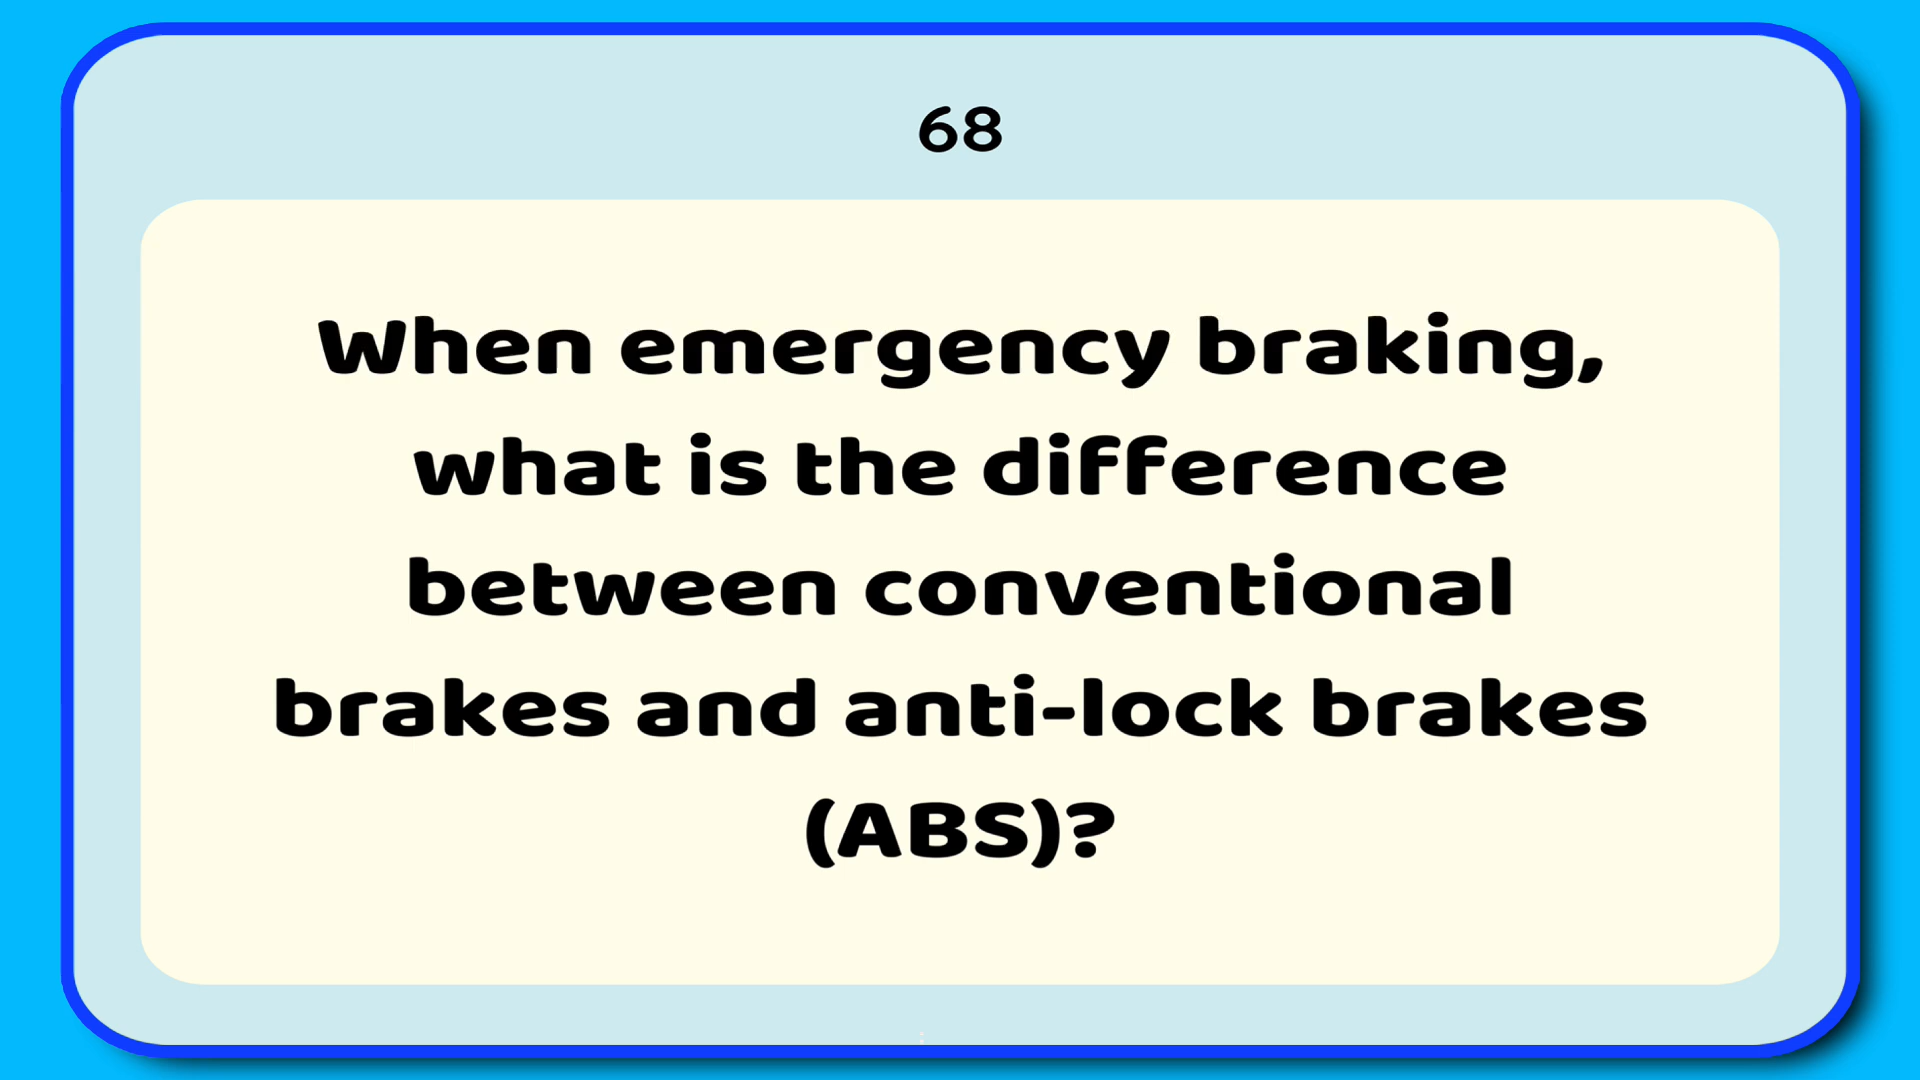 68
When emergency braking,
what is the difference
between conventional
brakes and anti-lock brakes
(ABS)?